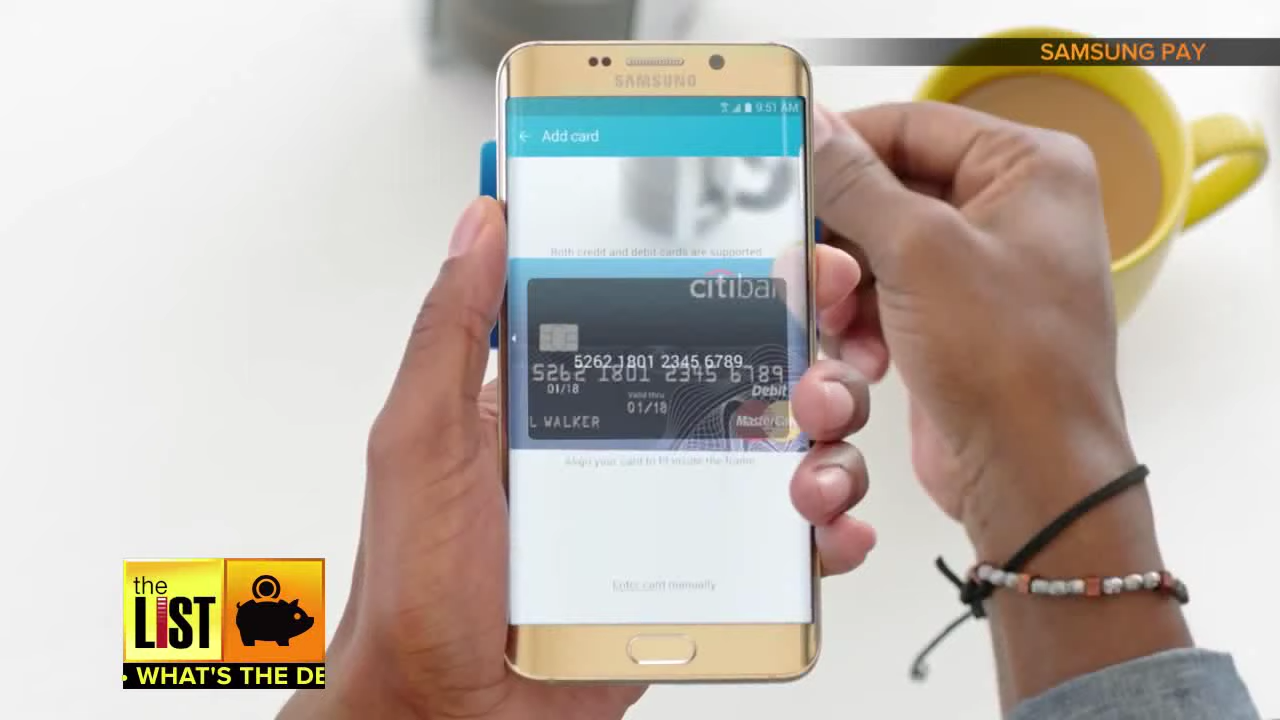 SAMSUNG PAY
SAMSUNG
9:51 AM
Add card
Both credit and debit cards are supported
citiban
5262 1801 2345 6789
5262 1801 2345 6789
01/18
Valid thru
01/18
Debit
L WALKER
MasterCa
Align your card to fit inside the frame
Enter card manually
the
LIST
• WHAT'S THE DE